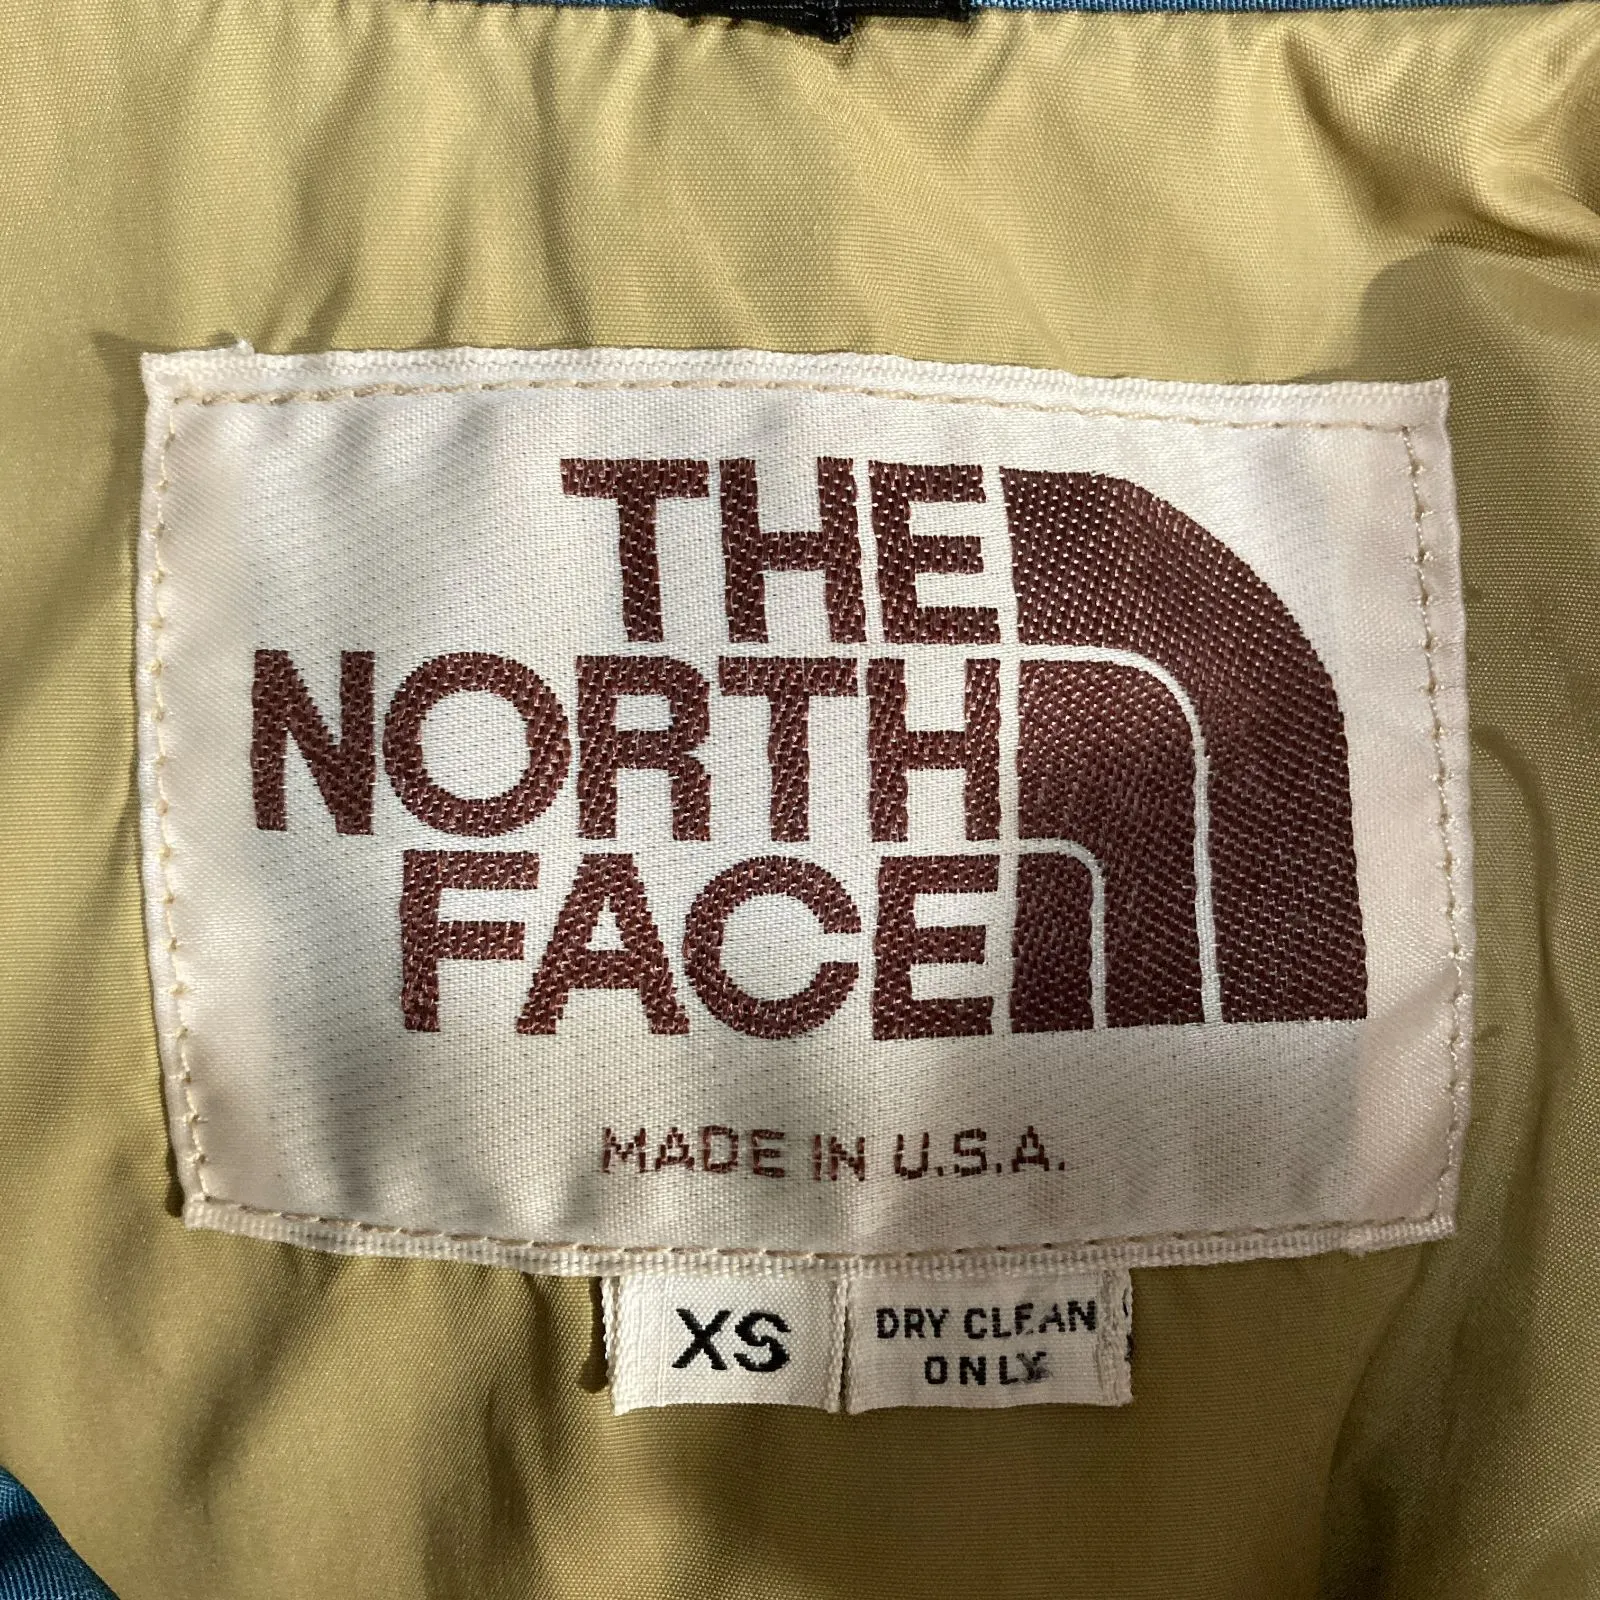 THE
NORTH
FACE
MADE IN U.S.A.
XS
DRY CLEAN
ONLY